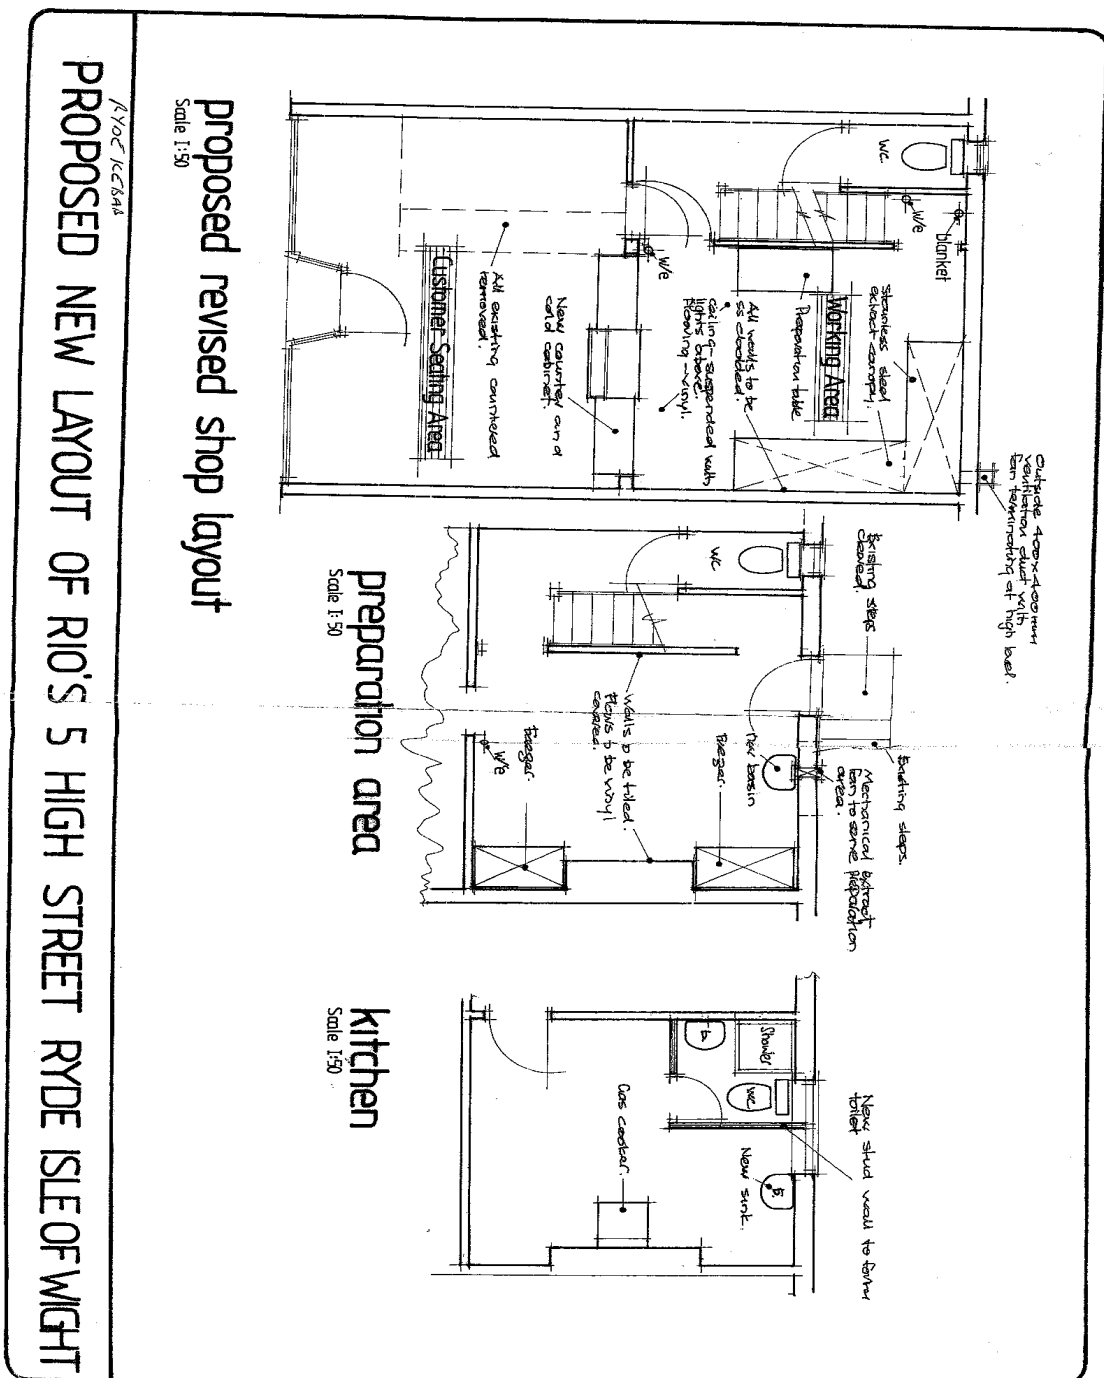 Outside 400x400mm
ventilation duct with
fan terminating at high level.
WC.
w/e
blanket
Stainless steel
extract canopy.
Working Area
Preparation table
All walls to be
ss cladded.
ceiling-suspended with
lights above.
Flooring-vinyl.
w/e
New counter and
cold cabinet.
All existing countered
removed.
Customer Seating Area
proposed revised shop layout
Scale 1:50
Existing steps
cleared.
Existing steps.
Mechanical extract
fan to serve preparation
area.
WC
New basin
Freezer.
Walls to be tiled.
Floors to be vinyl
covered.
Freezer.
w/e
preparation area
Scale 1:50
New stud wall to form
toilet
Shower
b
WC
New sink.
S.
Gas cooker.
kitchen
Scale 1:50
RYDE KEBAB
PROPOSED NEW LAYOUT OF RIO'S 5 HIGH STREET RYDE ISLE OF WIGHT